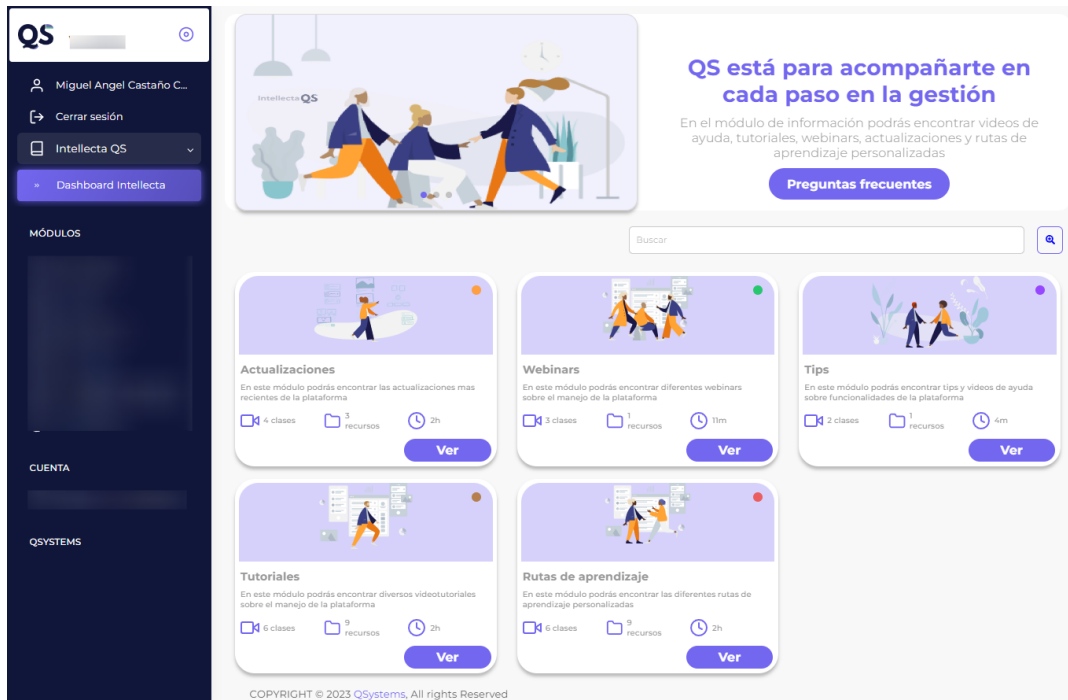 QS
Miguel Angel Castaño C...
Cerrar sesión
Intellecta QS
» Dashboard Intellecta
MÓDULOS
CUENTA
QSYSTEMS
Intellecta QS
QS está para acompañarte en
cada paso en la gestión
En el módulo de información podrás encontrar videos de
ayuda, tutoriales, webinars, actualizaciones y rutas de
aprendizaje personalizadas
Preguntas frecuentes
Buscar
Actualizaciones
En este módulo podrás encontrar las actualizaciones mas
recientes de la plataforma
4 clases
3
recursos
2h
Ver
Webinars
En este módulo podrás encontrar diferentes webinars
sobre el manejo de la plataforma
3 clases
1
recursos
11m
Ver
Tips
En este módulo podrás encontrar tips y videos de ayuda
sobre funcionalidades de la plataforma
2 clases
1
recursos
4m
Ver
Tutoriales
En este módulo podrás encontrar diversos videotutoriales
sobre el manejo de la plataforma
6 clases
9
recursos
2h
Ver
Rutas de aprendizaje
En este módulo podrás encontrar las diferentes rutas de
aprendizaje personalizadas
6 clases
9
recursos
2h
Ver
COPYRIGHT © 2023 QSystems, All rights Reserved